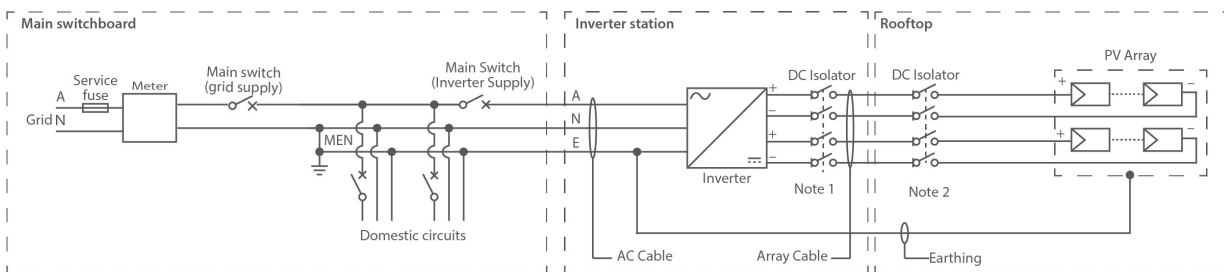 Main switchboard
Inverter station
Rooftop
Service
fuse
Meter
Main switch
(grid supply)
Main Switch
(Inverter Supply)
A
Grid N
MEN
Domestic circuits
A
N
E
Inverter
+
−
+
−
DC Isolator
Note 1
DC Isolator
Note 2
PV Array
+
−
+
−
AC Cable
Array Cable
Earthing